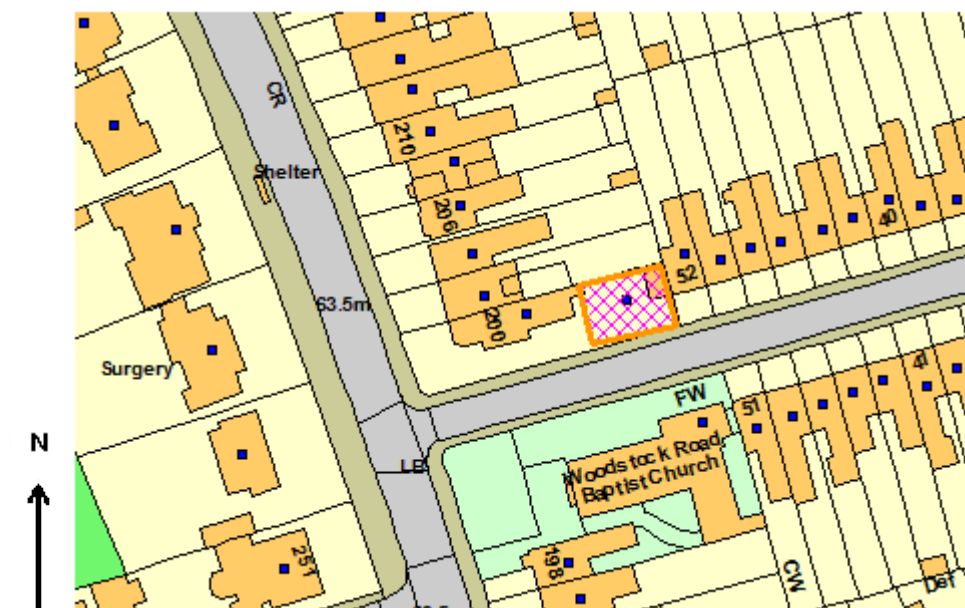 CR
210
Shelter
206
40
52
63.5m
200
Surgery
41
FW
51
N
LB
Woodstock Road
Baptist Church
251
198
CW
Def